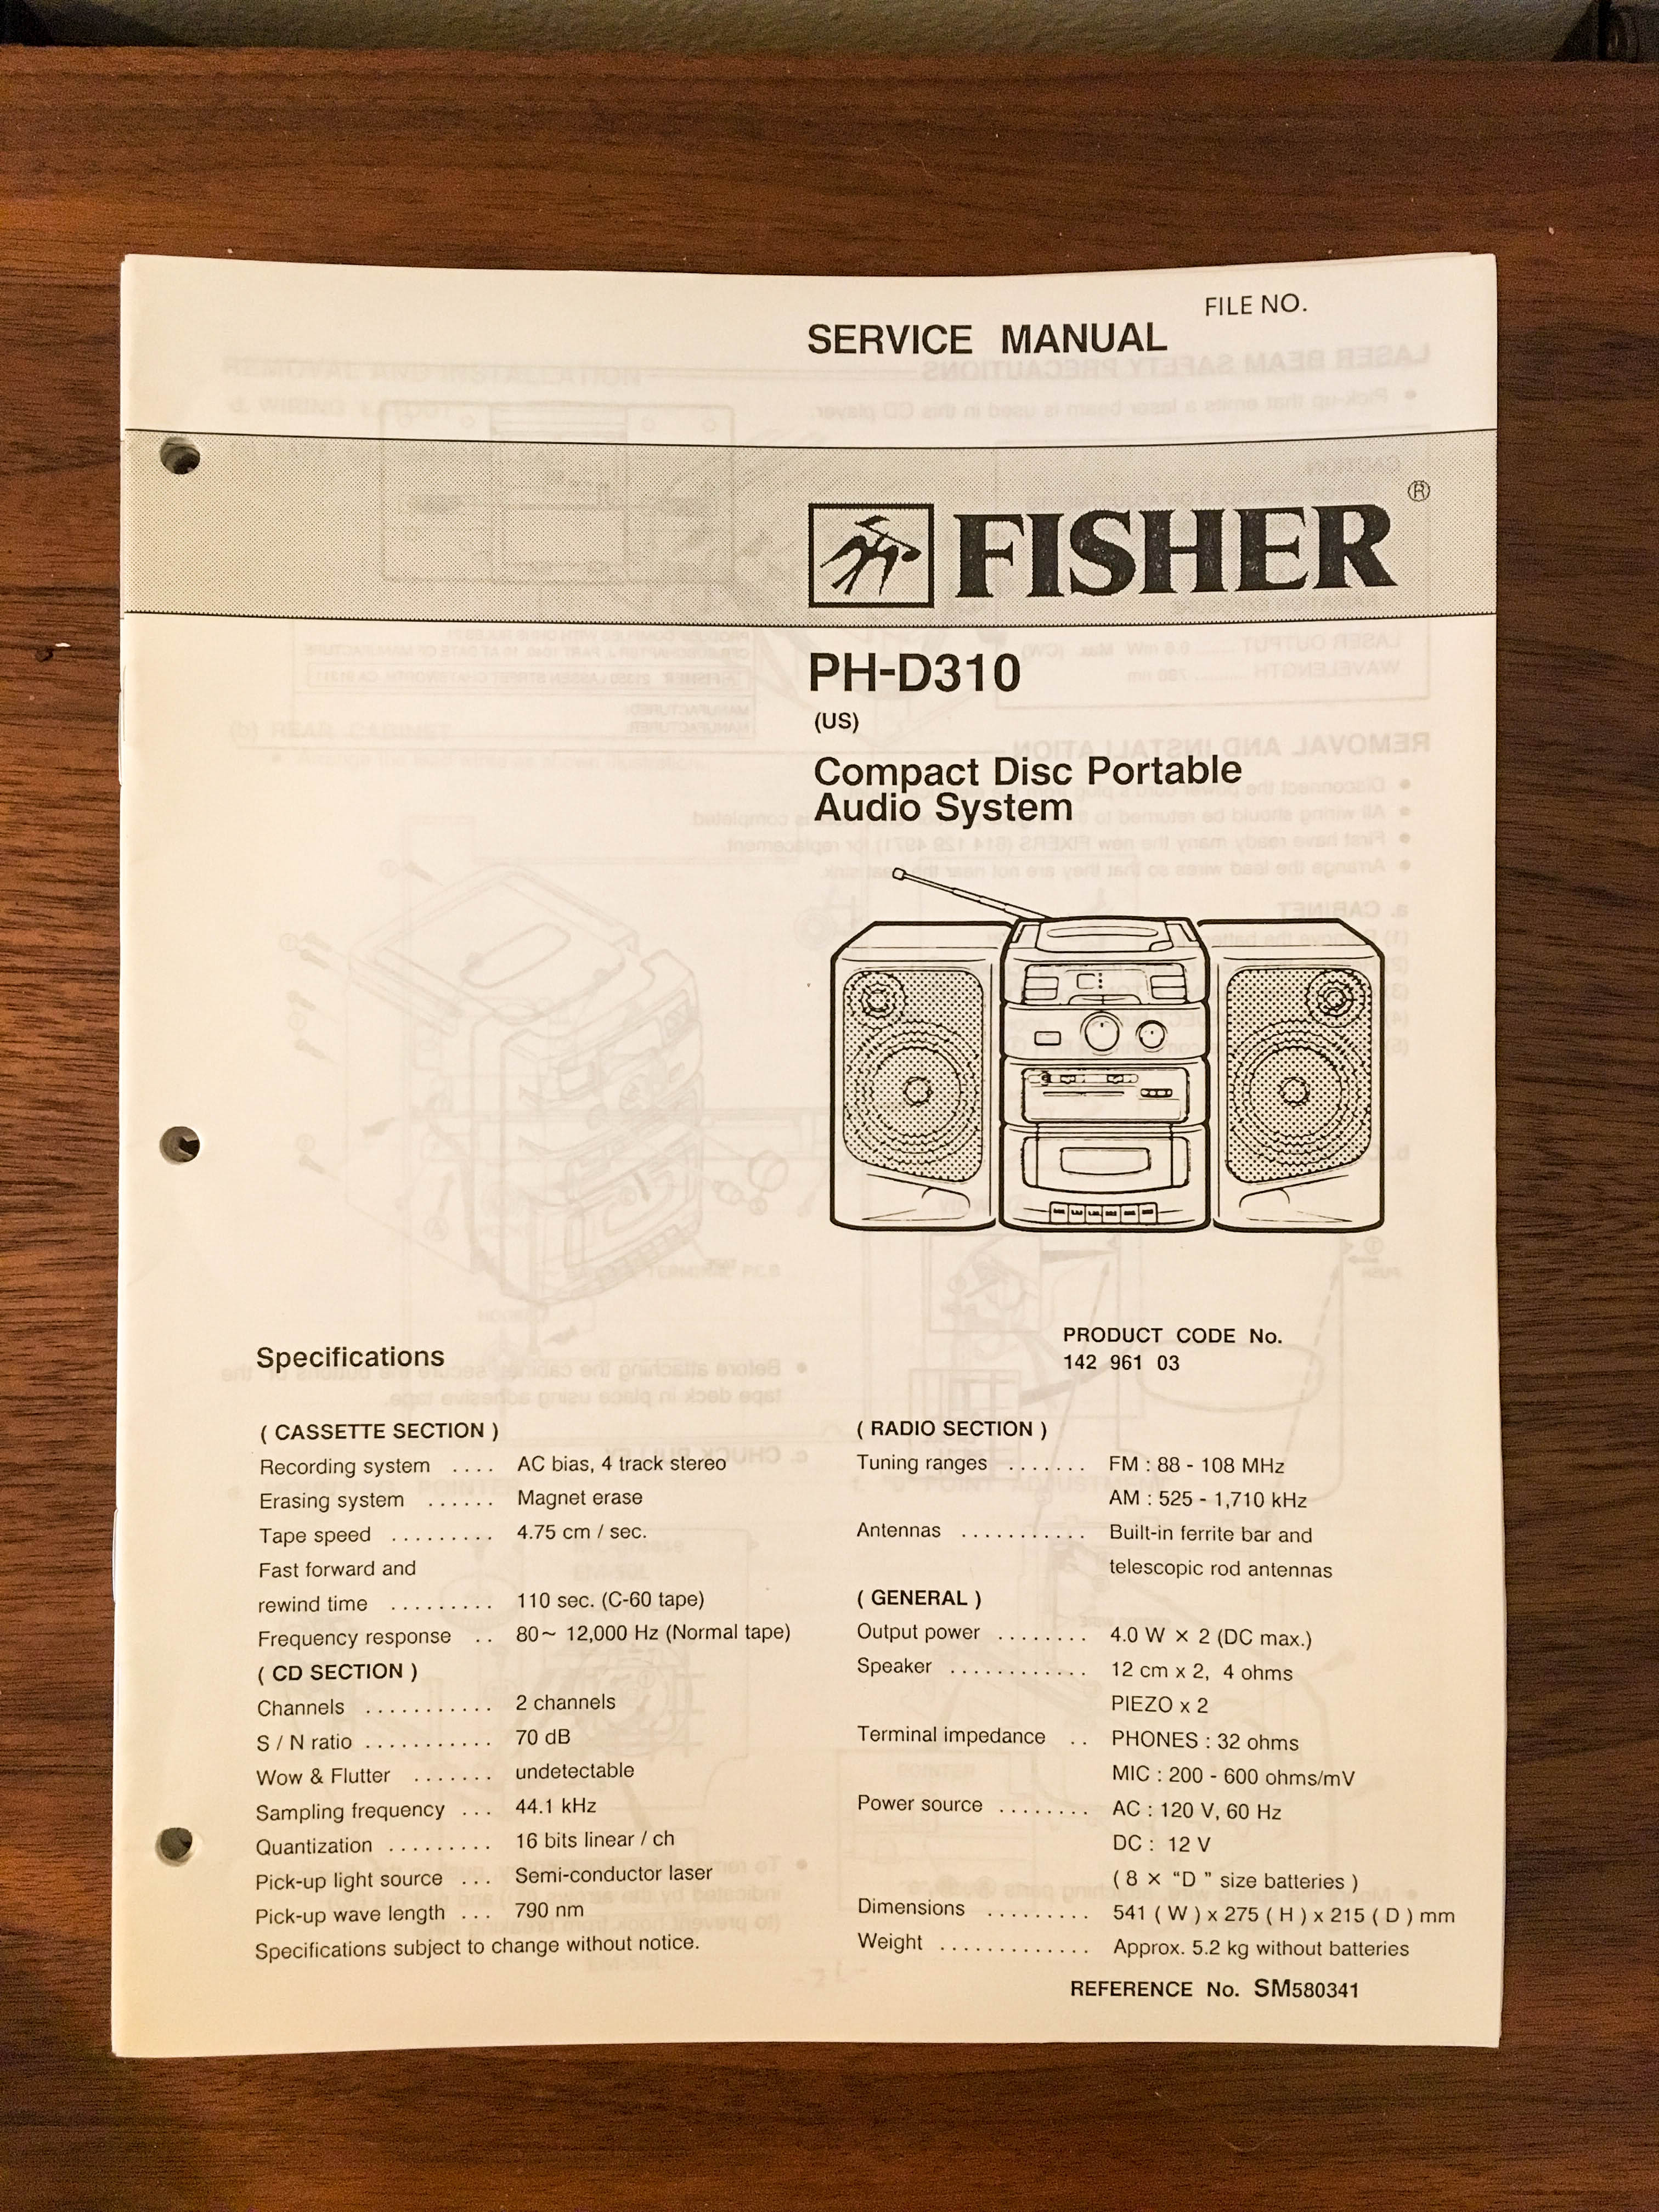 FILE NO.
SERVICE MANUAL
FISHER ®
PH-D310
(US)
Compact Disc Portable
Audio System
PRODUCT CODE No.
142 961 03
Specifications
( CASSETTE SECTION )
Recording system .... AC bias, 4 track stereo
Erasing system ...... Magnet erase
Tape speed ......... 4.75 cm / sec.
Fast forward and
rewind time ......... 110 sec. (C-60 tape)
Frequency response .. 80~ 12,000 Hz (Normal tape)
( CD SECTION )
Channels ........... 2 channels
S / N ratio ........... 70 dB
Wow & Flutter ....... undetectable
Sampling frequency ... 44.1 kHz
Quantization ......... 16 bits linear / ch
Pick-up light source ... Semi-conductor laser
Pick-up wave length ... 790 nm
Specifications subject to change without notice.
( RADIO SECTION )
Tuning ranges ....... FM : 88 - 108 MHz
AM : 525 - 1,710 kHz
Antennas ........... Built-in ferrite bar and
telescopic rod antennas
( GENERAL )
Output power ........ 4.0 W × 2 (DC max.)
Speaker ............ 12 cm x 2, 4 ohms
PIEZO x 2
Terminal impedance .. PHONES : 32 ohms
MIC : 200 - 600 ohms/mV
Power source ........ AC : 120 V, 60 Hz
DC : 12 V
( 8 × “D ” size batteries )
Dimensions ......... 541 ( W ) x 275 ( H ) x 215 ( D ) mm
Weight ............. Approx. 5.2 kg without batteries
REFERENCE No. SM580341